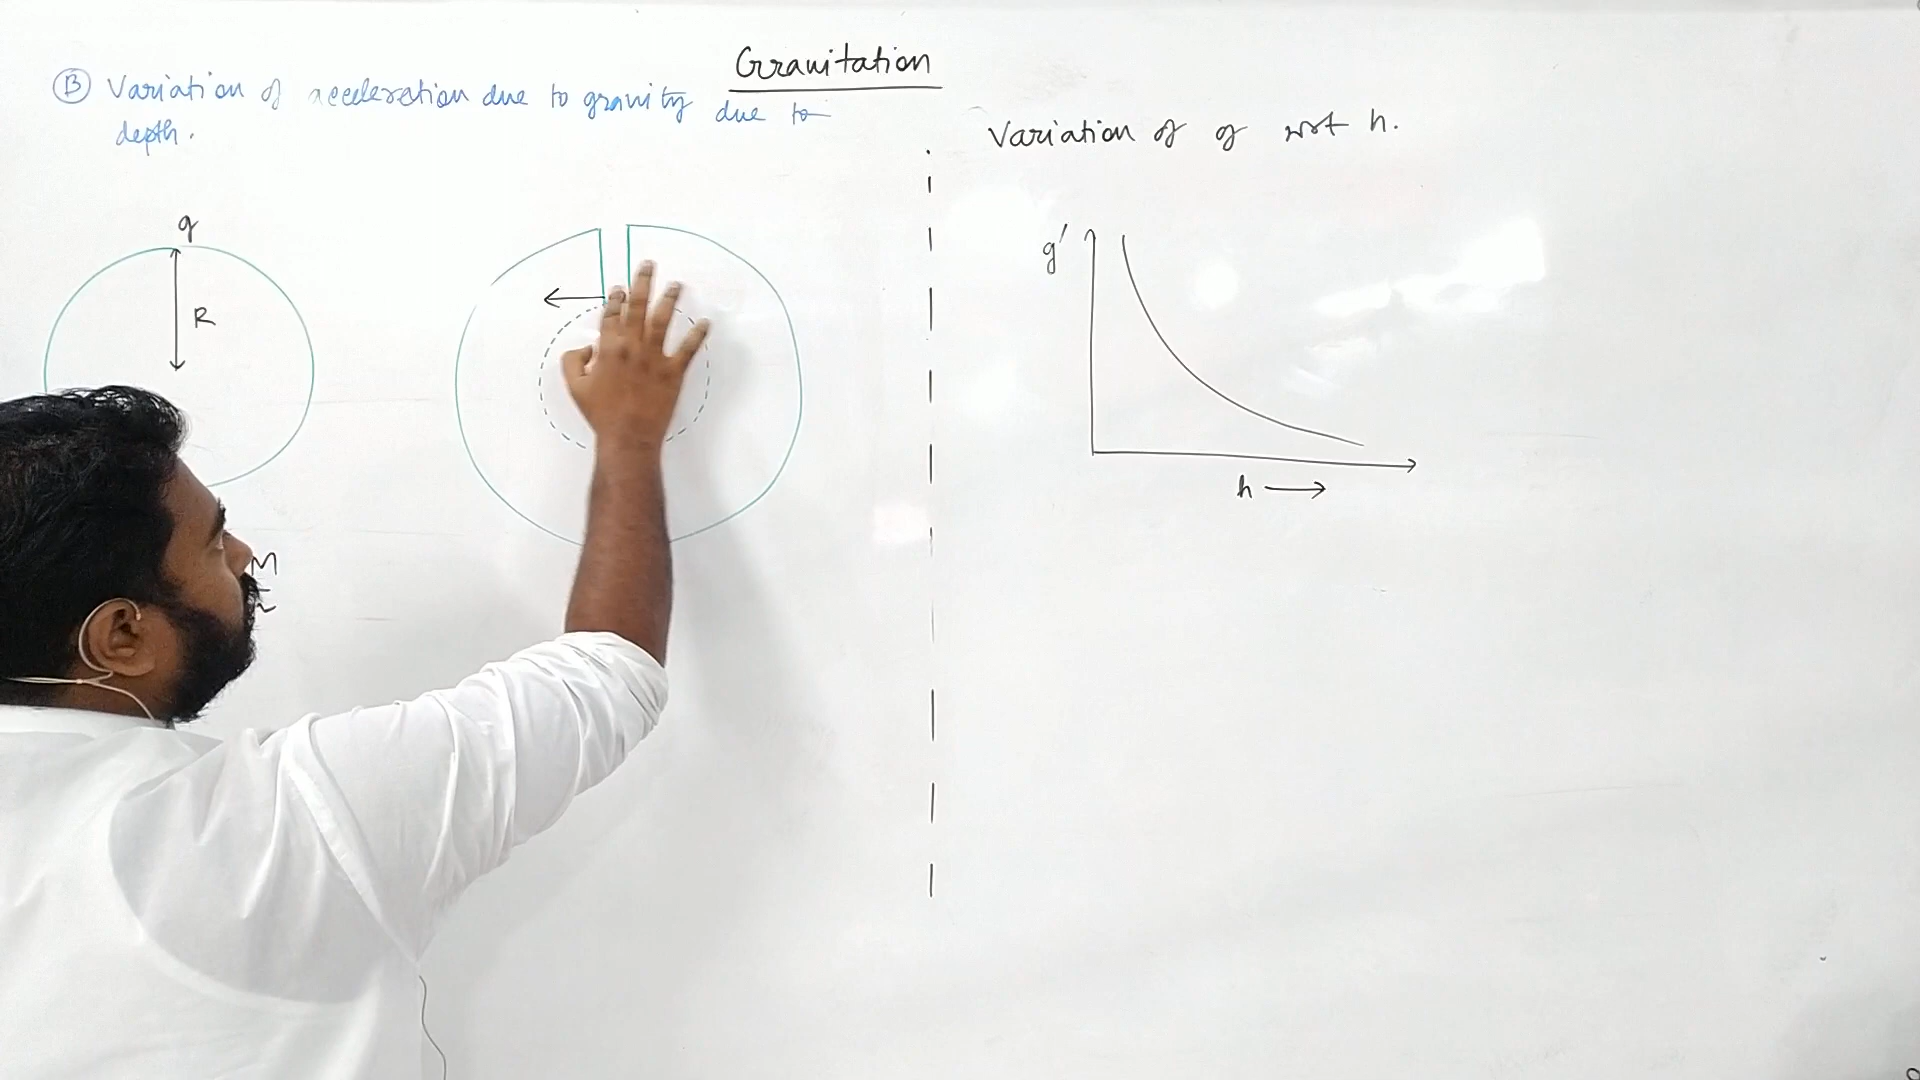 Gravitation
Ⓑ Variation of acceleration due to gravity due to
depth.
g
R
M
Variation of g wrt h.
g'
h →